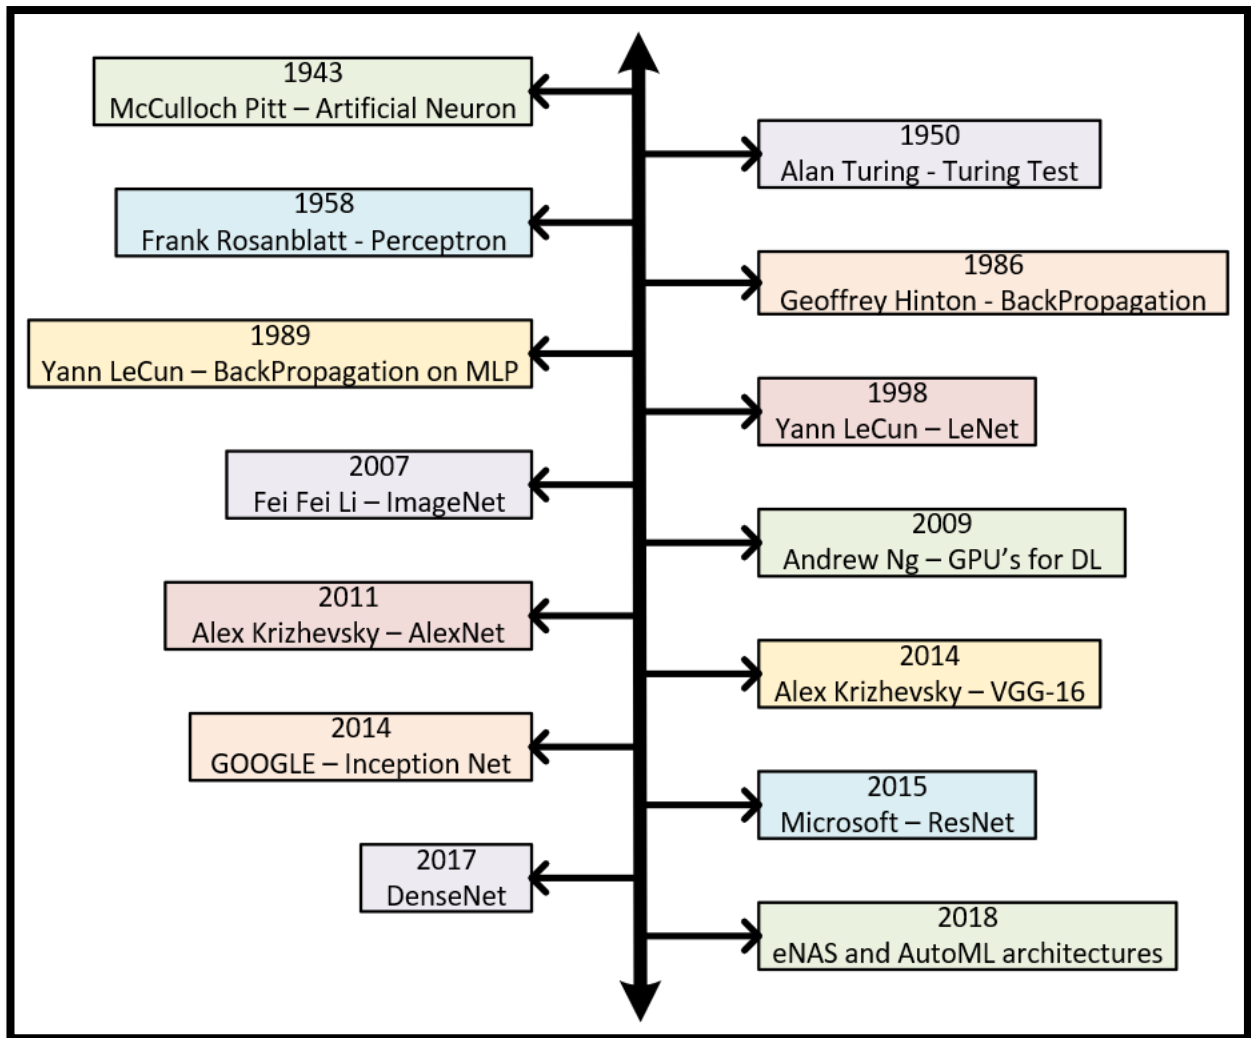 1943
McCulloch Pitt – Artificial Neuron
1950
Alan Turing - Turing Test
1958
Frank Rosanblatt - Perceptron
1986
Geoffrey Hinton - BackPropagation
1989
Yann LeCun – BackPropagation on MLP
1998
Yann LeCun – LeNet
2007
Fei Fei Li – ImageNet
2009
Andrew Ng – GPU’s for DL
2011
Alex Krizhevsky – AlexNet
2014
Alex Krizhevsky – VGG-16
2014
GOOGLE – Inception Net
2015
Microsoft – ResNet
2017
DenseNet
2018
eNAS and AutoML architectures